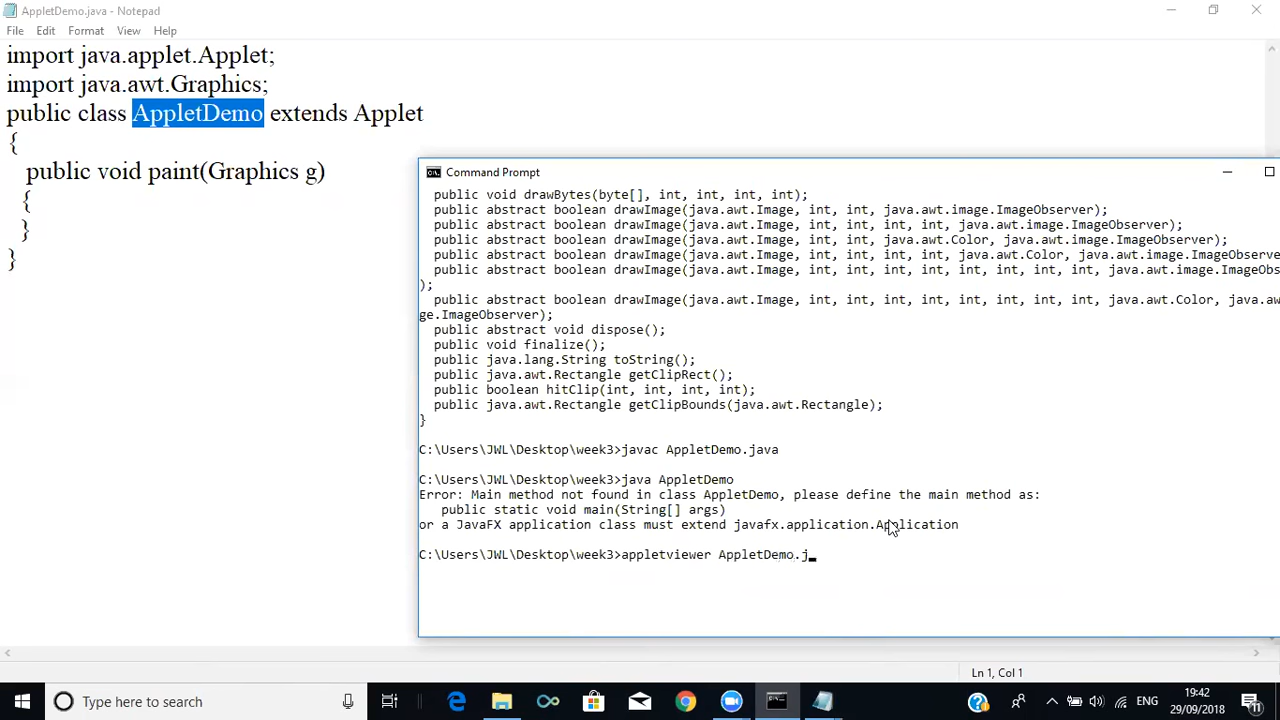 AppletDemo.java - Notepad
File Edit Format View Help
import java.applet.Applet;
import java.awt.Graphics;
public class AppletDemo extends Applet
{
public void paint(Graphics g)
{
}
}
Command Prompt
public void drawBytes(byte[], int, int, int, int);
public abstract boolean drawImage(java.awt.Image, int, int, java.awt.image.ImageObserver);
public abstract boolean drawImage(java.awt.Image, int, int, int, int, java.awt.image.ImageObserver);
public abstract boolean drawImage(java.awt.Image, int, int, java.awt.Color, java.awt.image.ImageObserver);
public abstract boolean drawImage(java.awt.Image, int, int, int, int, java.awt.Color, java.awt.image.ImageObserve
public abstract boolean drawImage(java.awt.Image, int, int, int, int, int, int, int, int, java.awt.image.ImageObs
);
public abstract boolean drawImage(java.awt.Image, int, int, int, int, int, int, int, int, java.awt.Color, java.aw
ge.ImageObserver);
public abstract void dispose();
public void finalize();
public java.lang.String toString();
public java.awt.Rectangle getClipRect();
public boolean hitClip(int, int, int, int);
public java.awt.Rectangle getClipBounds(java.awt.Rectangle);
}
C:\Users\JWL\Desktop\week3>javac AppletDemo.java
C:\Users\JWL\Desktop\week3>java AppletDemo
Error: Main method not found in class AppletDemo, please define the main method as:
public static void main(String[] args)
or a JavaFX application class must extend javafx.application.Application
C:\Users\JWL\Desktop\week3>appletviewer AppletDemo.j
Ln 1, Col 1
Type here to search
ENG
19:42
29/09/2018
11